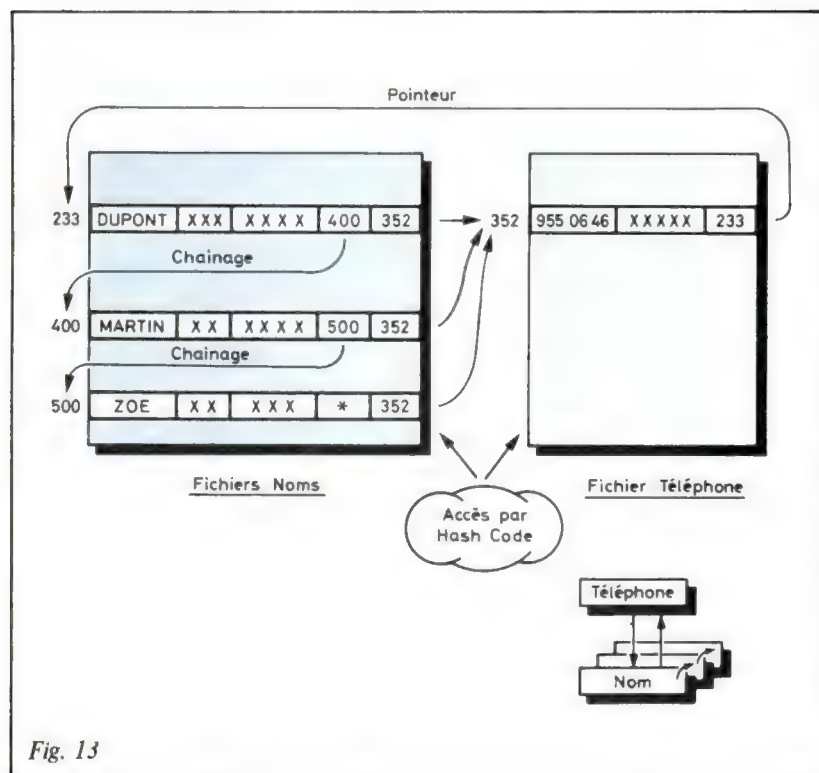 Pointeur
233 DUPONT XXX XXXX 400 352 352 955 06 46 XXXXX 233
Chainage
400 MARTIN XX XXXX 500 352
Chainage
500 ZOE XX XXX * 352
Fichiers Noms
Fichier Téléphone
Accès par
Hash Code
Téléphone
Nom
Fig. 13